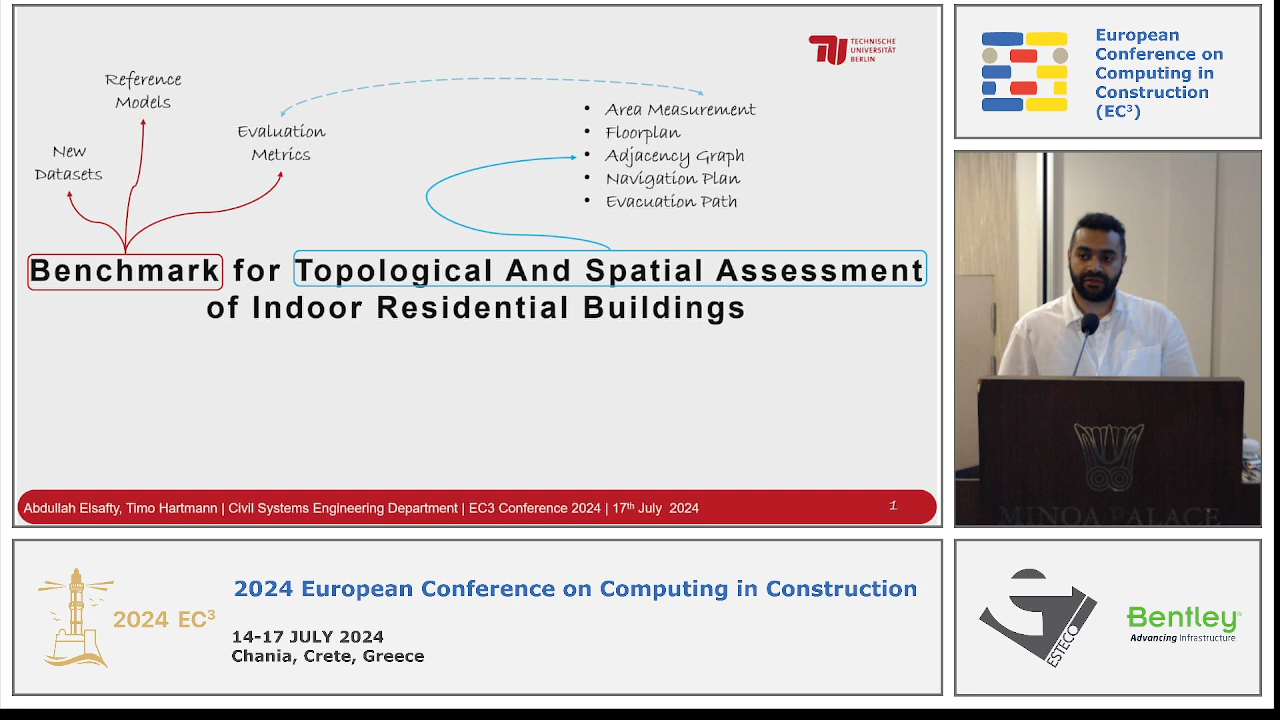 TECHNISCHE
UNIVERSITÄT
BERLIN
Reference
Models
Evaluation
Metrics
New
Datasets
• Area Measurement
• Floorplan
• Adjacency Graph
• Navigation Plan
• Evacuation Path
Benchmark for Topological And Spatial Assessment
of Indoor Residential Buildings
Abdullah Elsafty, Timo Hartmann | Civil Systems Engineering Department | EC3 Conference 2024 | 17th July 2024
1
European
Conference on
Computing in
Construction
(EC³)
MINOA PALACE
2024 EC³
2024 European Conference on Computing in Construction
14-17 JULY 2024
Chania, Crete, Greece
ESTECO
Bentley
Advancing Infrastructure